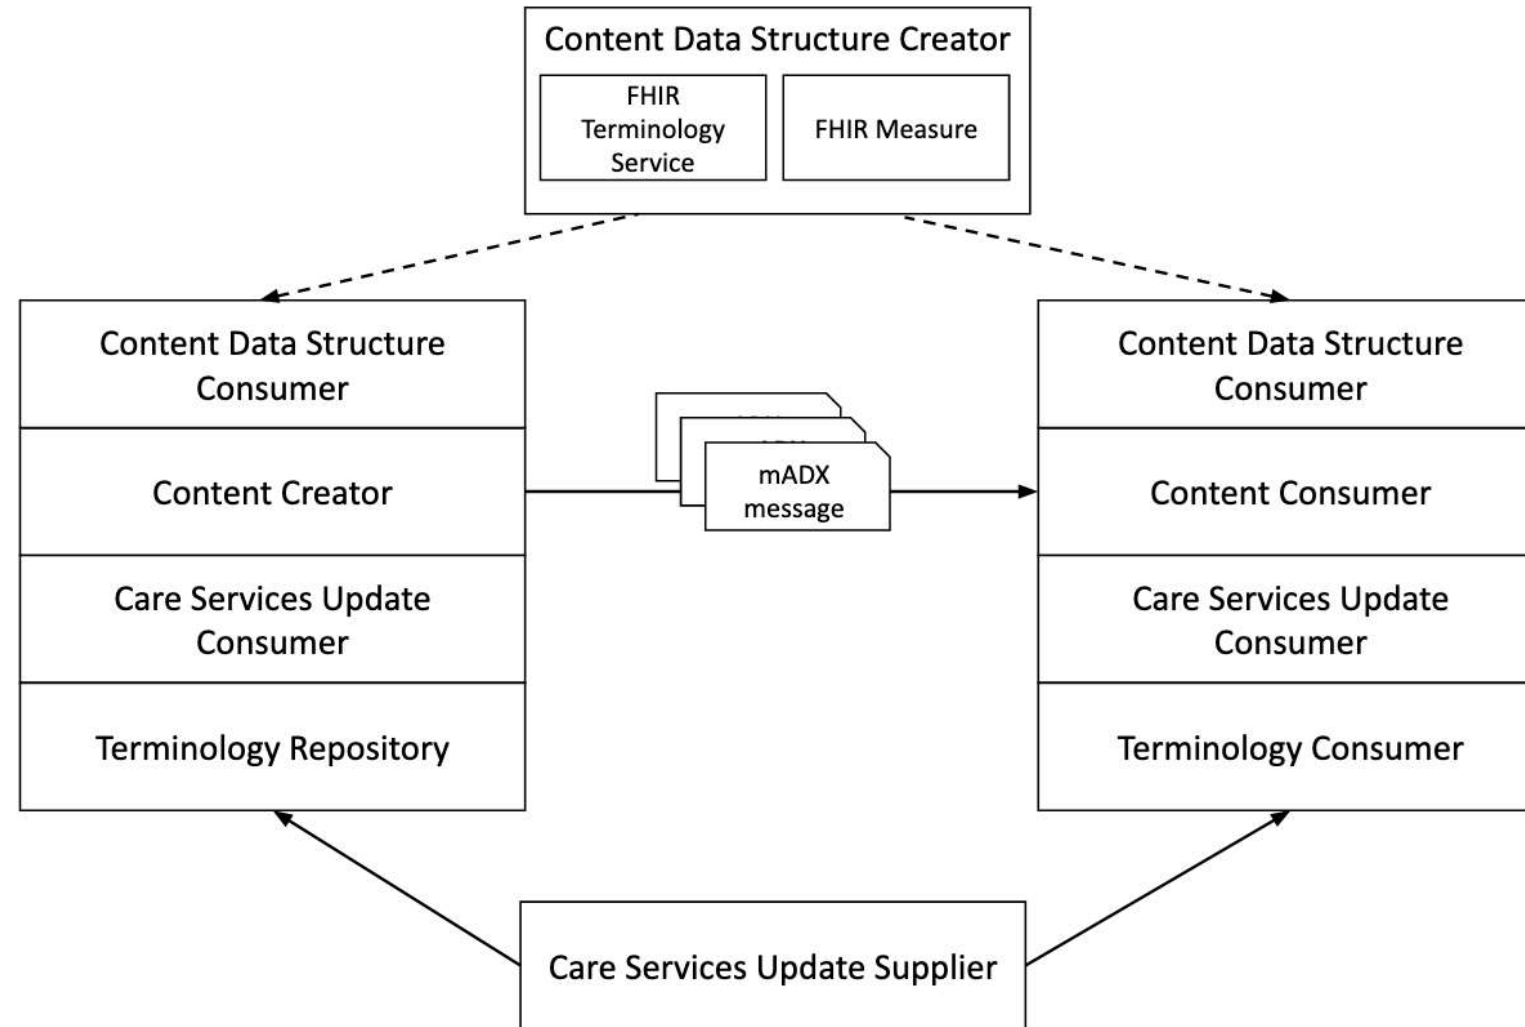 Content Data Structure Creator
FHIR
Terminology
Service
FHIR Measure
Content Data Structure
Consumer
Content Creator
Care Services Update
Consumer
Terminology Repository
mADX
message
Content Data Structure
Consumer
Content Consumer
Care Services Update
Consumer
Terminology Consumer
Care Services Update Supplier